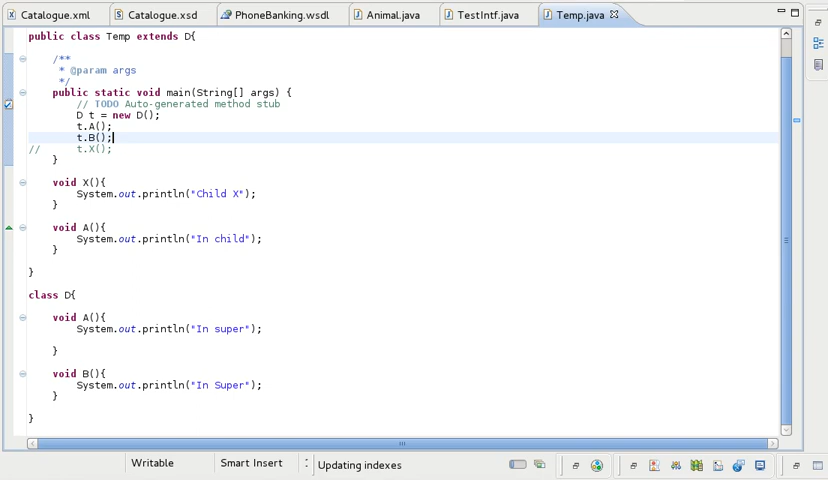 Catalogue.xml Catalogue.xsd PhoneBanking.wsdl Animal.java TestIntf.java Temp.java
public class Temp extends D{
/**
* @param args
*/
public static void main(String[] args) {
// TODO Auto-generated method stub
D t = new D();
t.A();
t.B();
// t.X();
}
void X(){
System.out.println("Child X");
}
void A(){
System.out.println("In child");
}
}
class D{
void A(){
System.out.println("In super");
}
void B(){
System.out.println("In Super");
}
}
Writable Smart Insert : Updating indexes